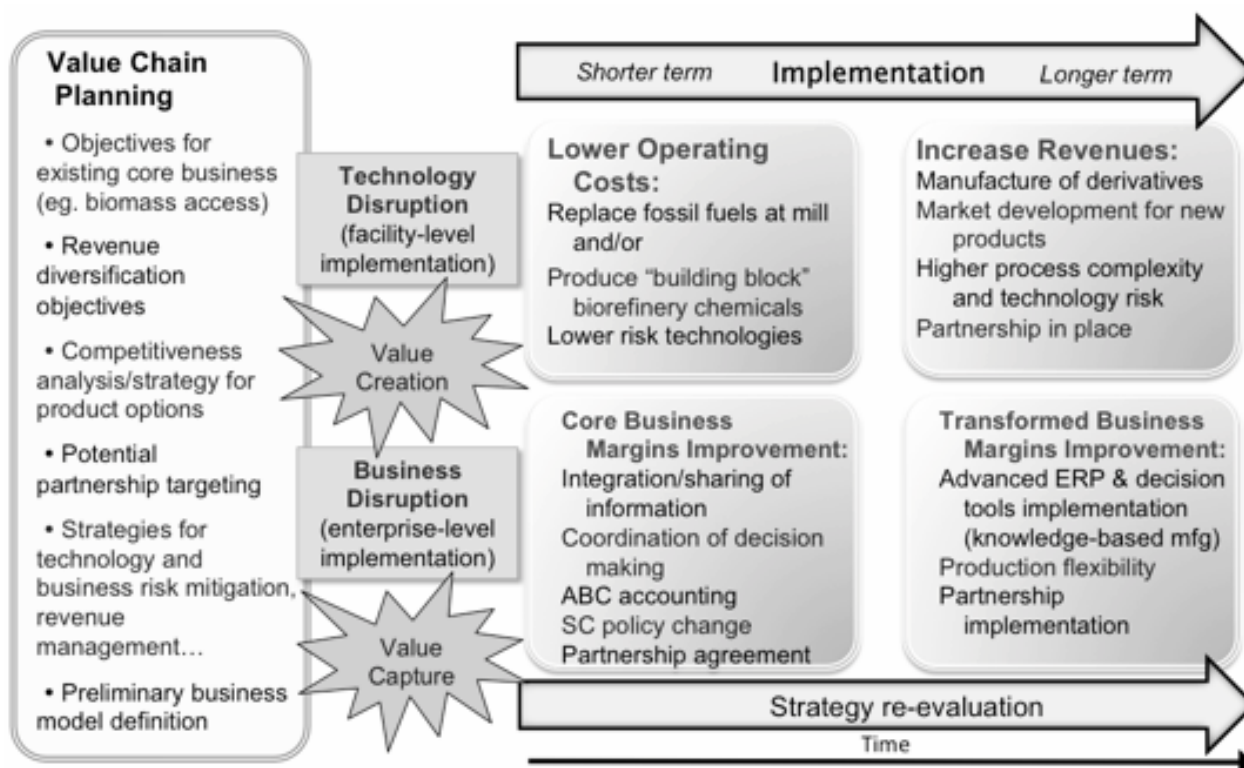 Value Chain
Planning
• Objectives for
existing core business
(eg. biomass access)
• Revenue
diversification
objectives
• Competitiveness
analysis/strategy for
product options
• Potential
partnership targeting
• Strategies for
technology and
business risk mitigation,
revenue
management…
• Preliminary business
model definition
Technology
Disruption
(facility-level
implementation)
Value
Creation
Business
Disruption
(enterprise-level
implementation)
Value
Capture
Shorter term Implementation Longer term
Lower Operating
Costs:
Replace fossil fuels at mill
and/or
Produce “building block”
biorefinery chemicals
Lower risk technologies
Increase Revenues:
Manufacture of derivatives
Market development for new
products
Higher process complexity
and technology risk
Partnership in place
Core Business
Margins Improvement:
Integration/sharing of
information
Coordination of decision
making
ABC accounting
SC policy change
Partnership agreement
Transformed Business
Margins Improvement:
Advanced ERP & decision
tools implementation
(knowledge-based mfg)
Production flexibility
Partnership
implementation
Strategy re-evaluation
Time